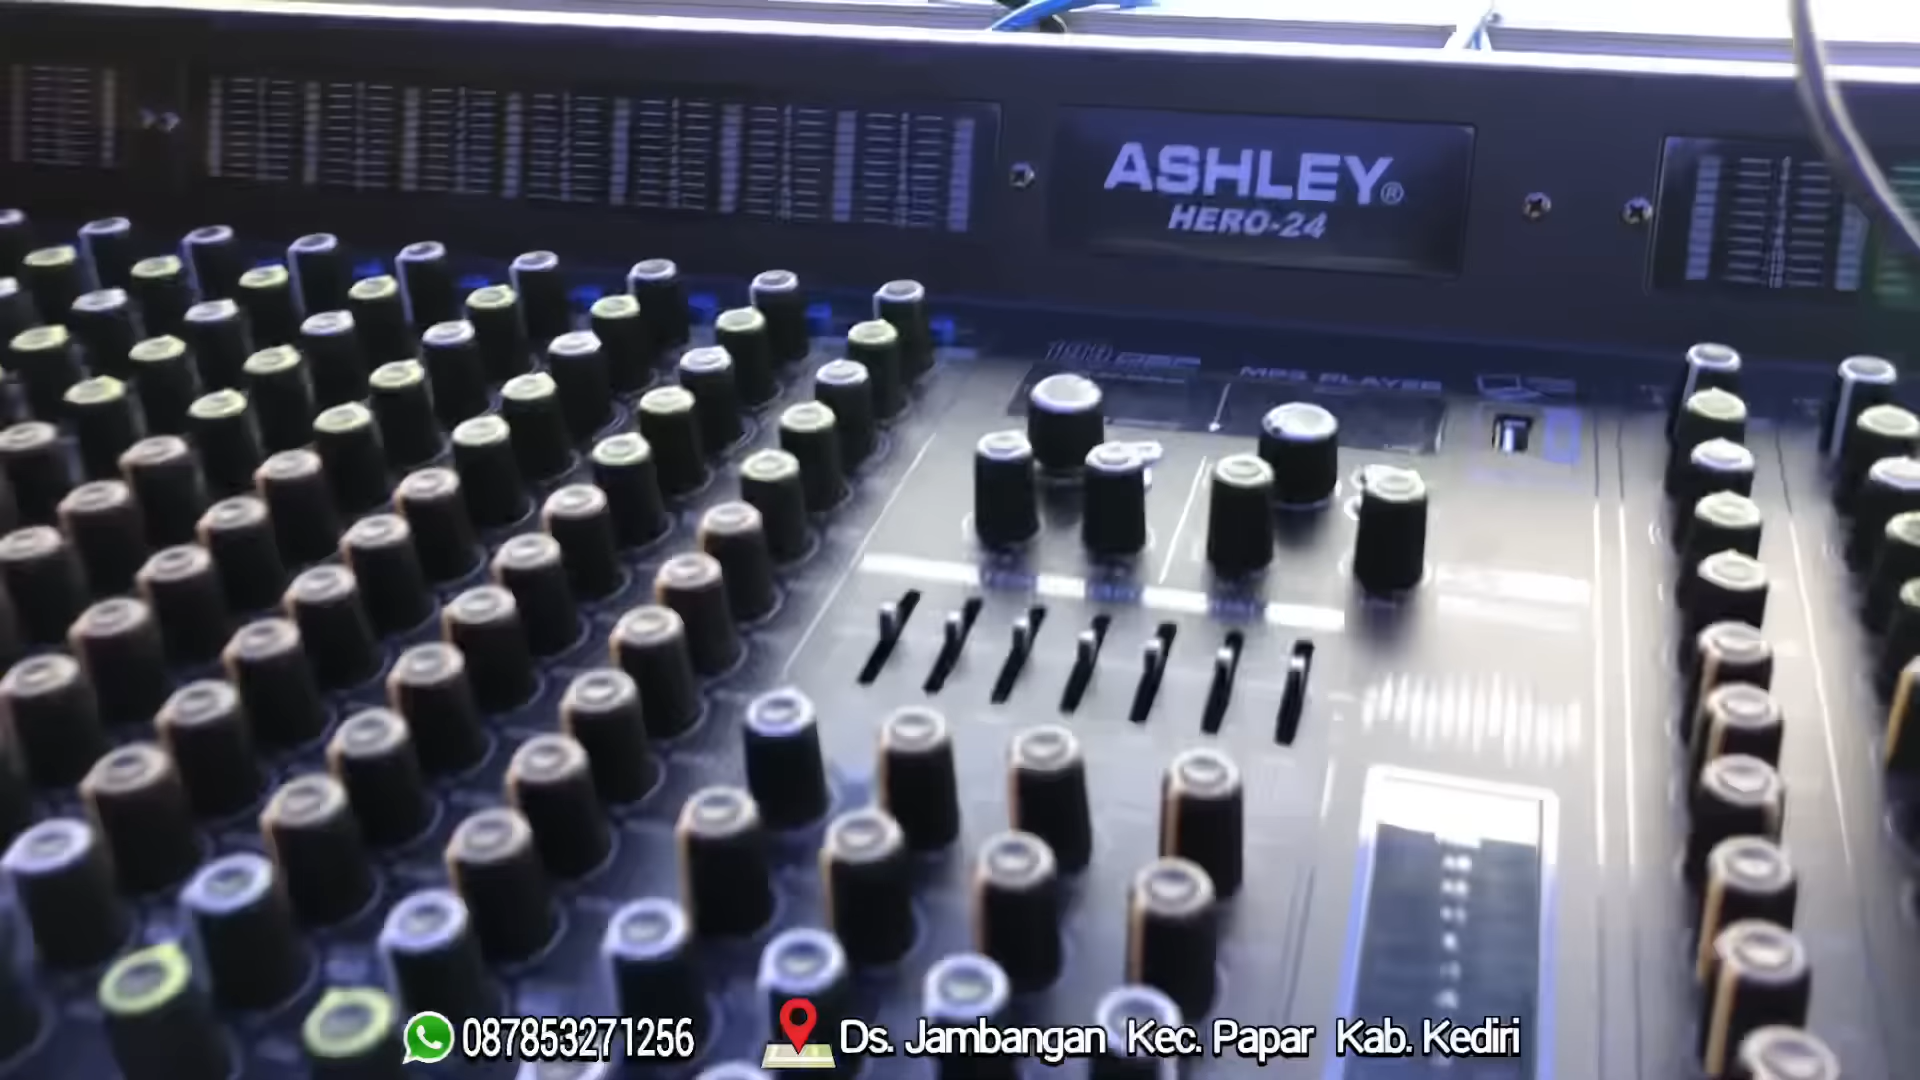 ASHLEY®
HERO-24
MP3 PLAYER
087853271256
Ds. Jambangan Kec. Papar Kab. Kediri